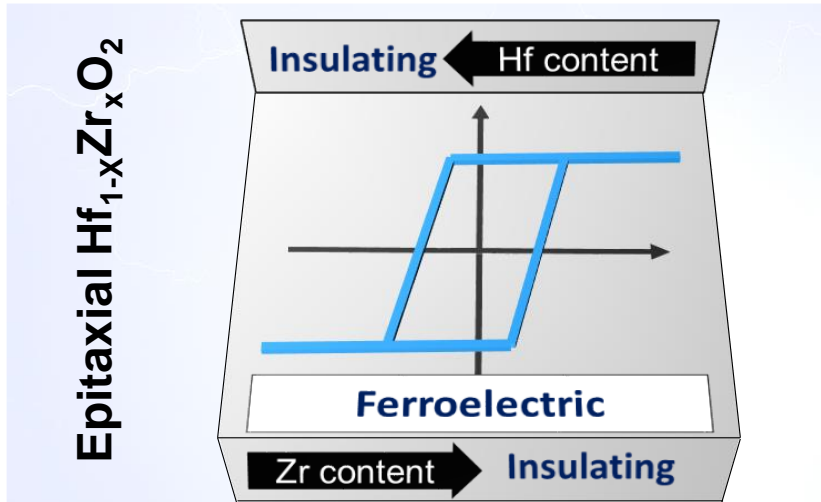 Epitaxial Hf₁₋ₓZrₓO₂
Insulating Hf content
Ferroelectric
Zr content Insulating